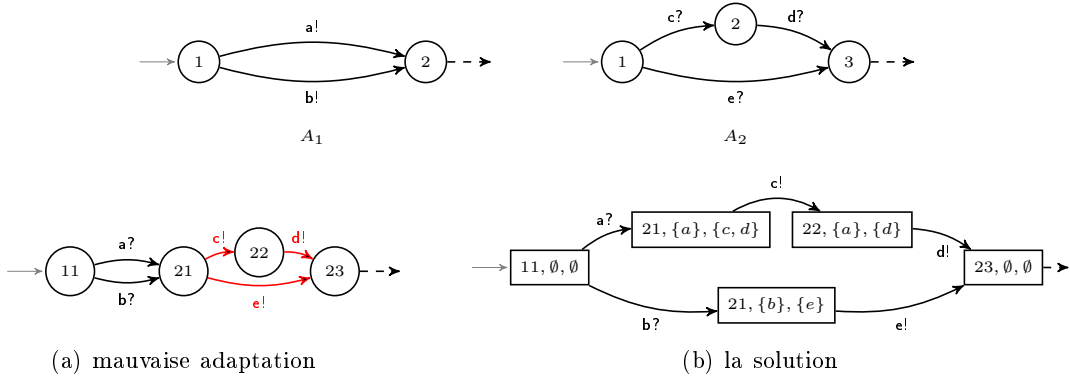 a!
1
2
b!
A₁
c?
2
d?
1
3
e?
A₂
a?
c!
22
d!
11
21
23
b?
e!
(a) mauvaise adaptation
c!
a?
21, {a}, {c, d}
22, {a}, {d}
d!
11, ∅, ∅
23, ∅, ∅
21, {b}, {e}
b?
e!
(b) la solution